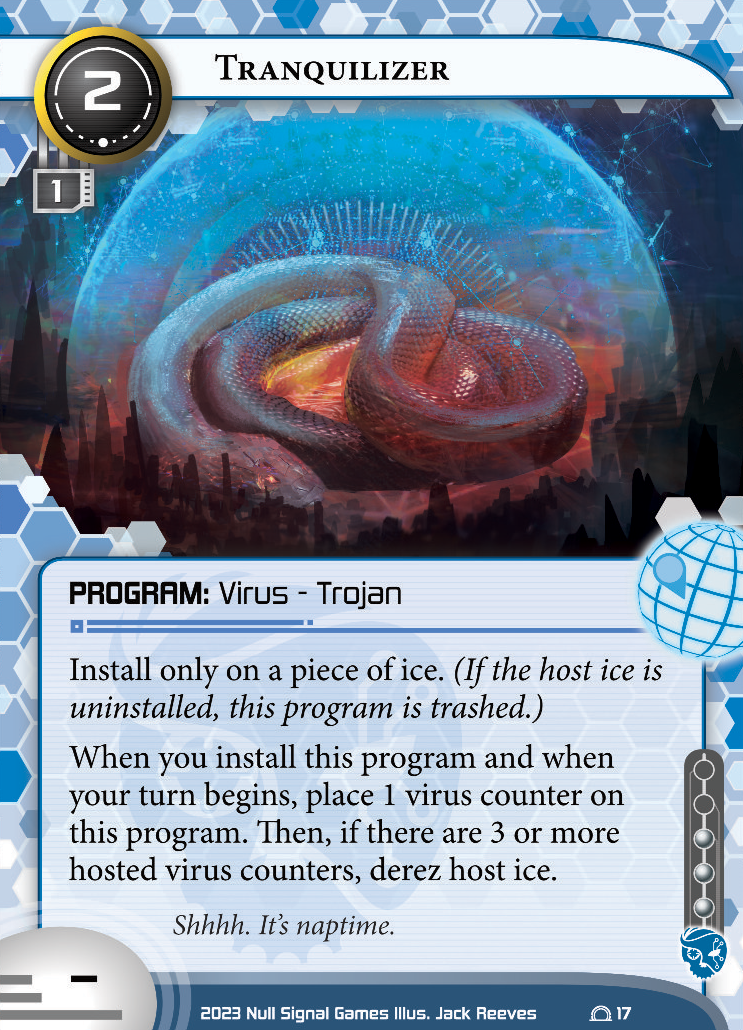 Tranquilizer
2
1
PROGRAM: Virus - Trojan
Install only on a piece of ice. (If the host ice is
uninstalled, this program is trashed.)
When you install this program and when
your turn begins, place 1 virus counter on
this program. Then, if there are 3 or more
hosted virus counters, derez host ice.
Shhhh. It's naptime.
2023 Null Signal Games Illus. Jack Reeves
17